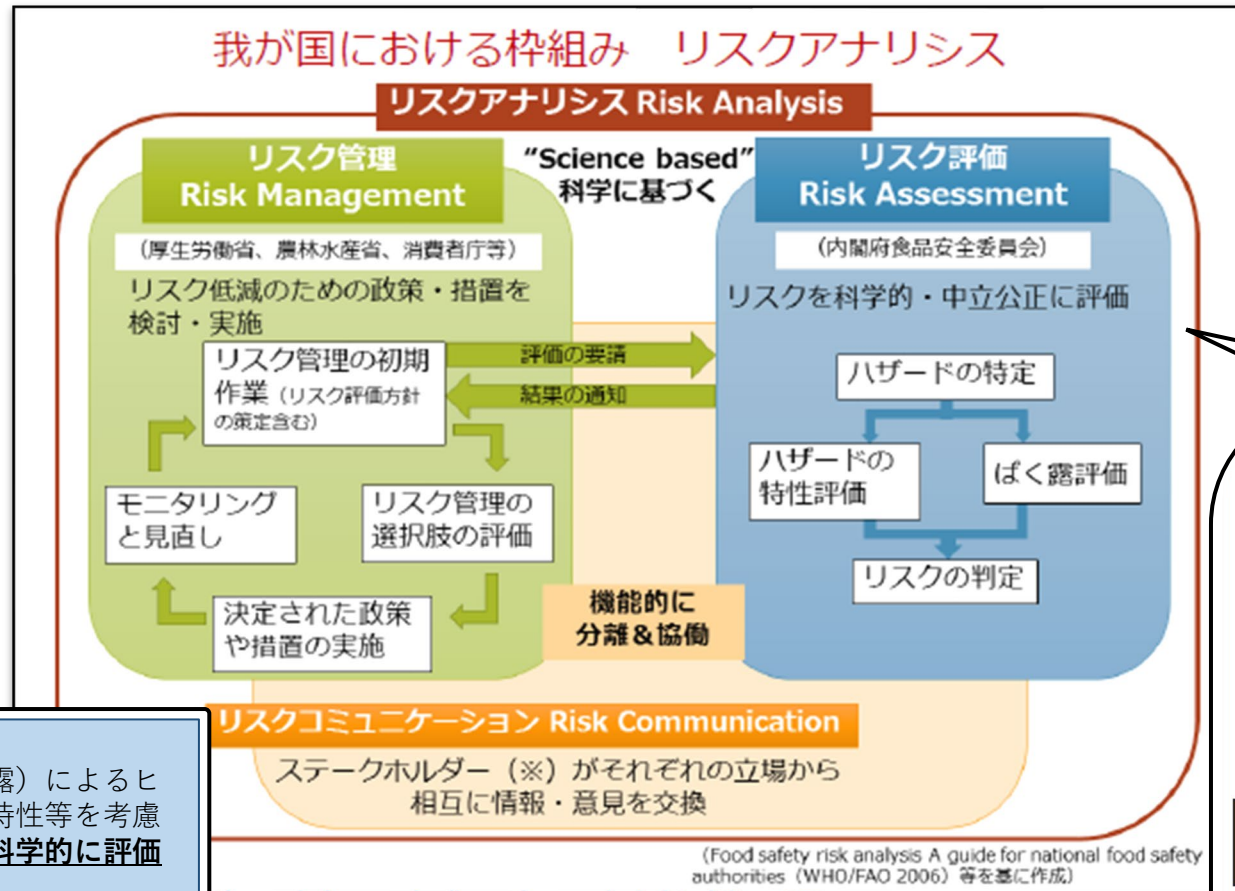 我が国における枠組み　リスクアナリシス
リスクアナリシス Risk Analysis
リスク管理
Risk Management
（厚生労働省、農林水産省、消費者庁等）
リスク低減のための政策・措置を
検討・実施
リスク管理の初期
作業（リスク評価方針
の策定含む）
リスク管理の
選択肢の評価
決定された政策
や措置の実施
モニタリング
と見直し
“Science based”
科学に基づく
評価の要請
結果の通知
機能的に
分離＆協働
リスク評価
Risk Assessment
（内閣府食品安全委員会）
リスクを科学的・中立公正に評価
ハザードの特定
ハザードの
特性評価
ばく露評価
リスクの判定
リスクコミュニケーション Risk Communication
ステークホルダー（※）がそれぞれの立場から
相互に情報・意見を交換
（Food safety risk analysis A guide for national food safety
authorities（WHO/FAO 2006）等を基に作成）
露）によるヒ
特性等を考慮
科学的に評価